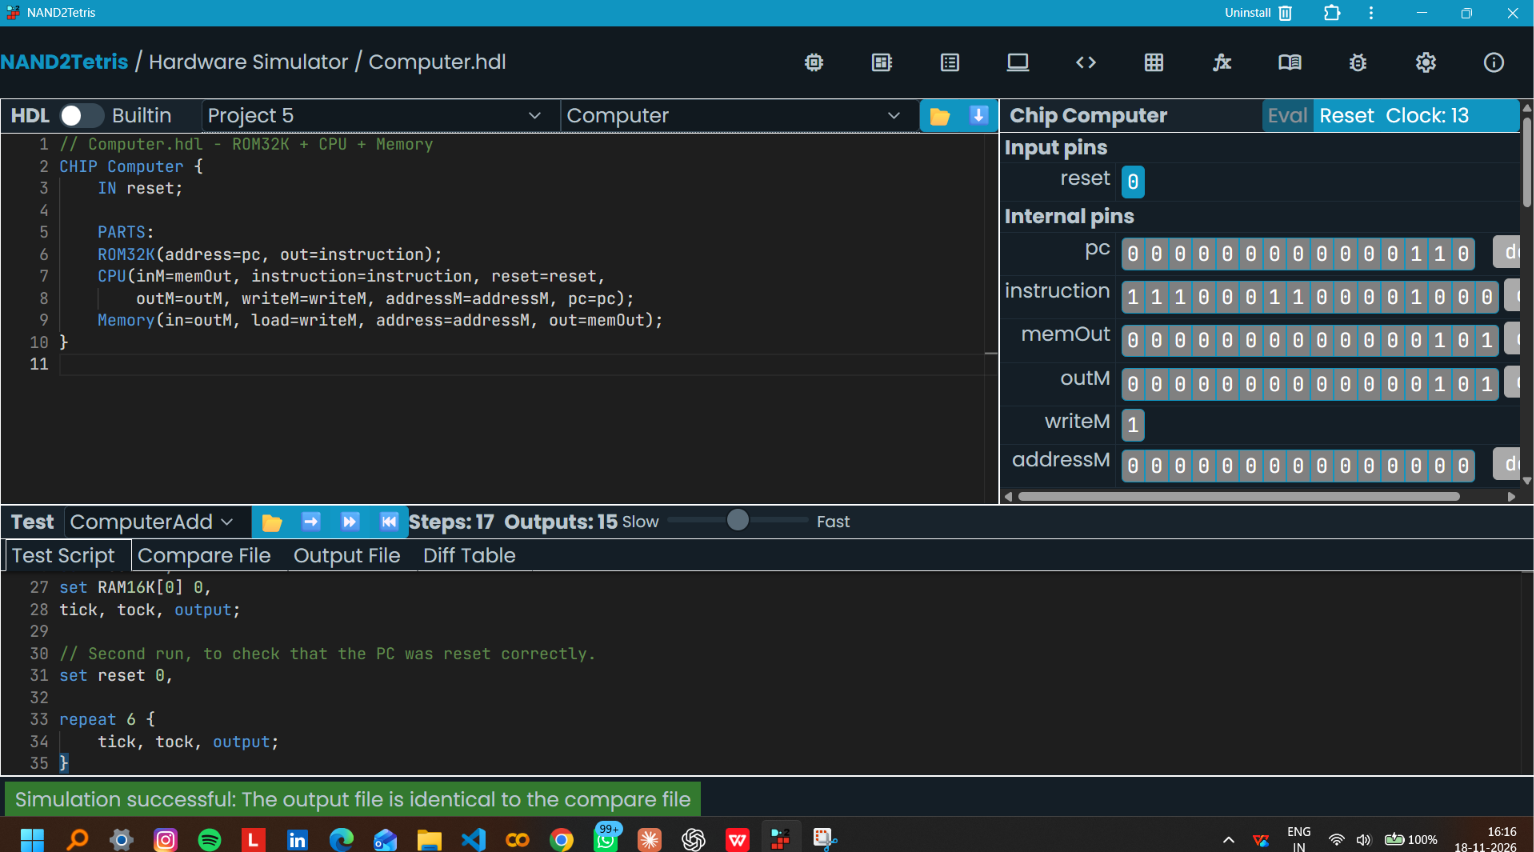 NAND2Tetris
Uninstall
NAND2Tetris / Hardware Simulator / Computer.hdl
HDL Builtin Project 5 Computer
1 // Computer.hdl - ROM32K + CPU + Memory
2 CHIP Computer {
3 IN reset;
4
5 PARTS:
6 ROM32K(address=pc, out=instruction);
7 CPU(inM=memOut, instruction=instruction, reset=reset,
8 outM=outM, writeM=writeM, addressM=addressM, pc=pc);
9 Memory(in=outM, load=writeM, address=addressM, out=memOut);
10 }
11
Chip Computer Eval Reset Clock: 13
Input pins
reset 0
Internal pins
pc 0 0 0 0 0 0 0 0 0 0 0 0 1 1 0
instruction 1 1 1 0 0 0 1 1 0 0 0 0 1 0 0 0
memOut 0 0 0 0 0 0 0 0 0 0 0 0 0 1 0 1
outM 0 0 0 0 0 0 0 0 0 0 0 0 0 1 0 1
writeM 1
addressM 0 0 0 0 0 0 0 0 0 0 0 0 0 0 0
Test ComputerAdd Steps: 17 Outputs: 15 Slow Fast
Test Script Compare File Output File Diff Table
27 set RAM16K[0] 0,
28 tick, tock, output;
29
30 // Second run, to check that the PC was reset correctly.
31 set reset 0,
32
33 repeat 6 {
34 tick, tock, output;
35 }
Simulation successful: The output file is identical to the compare file
99+
ENG
IN
100%
16:16
18-11-2026